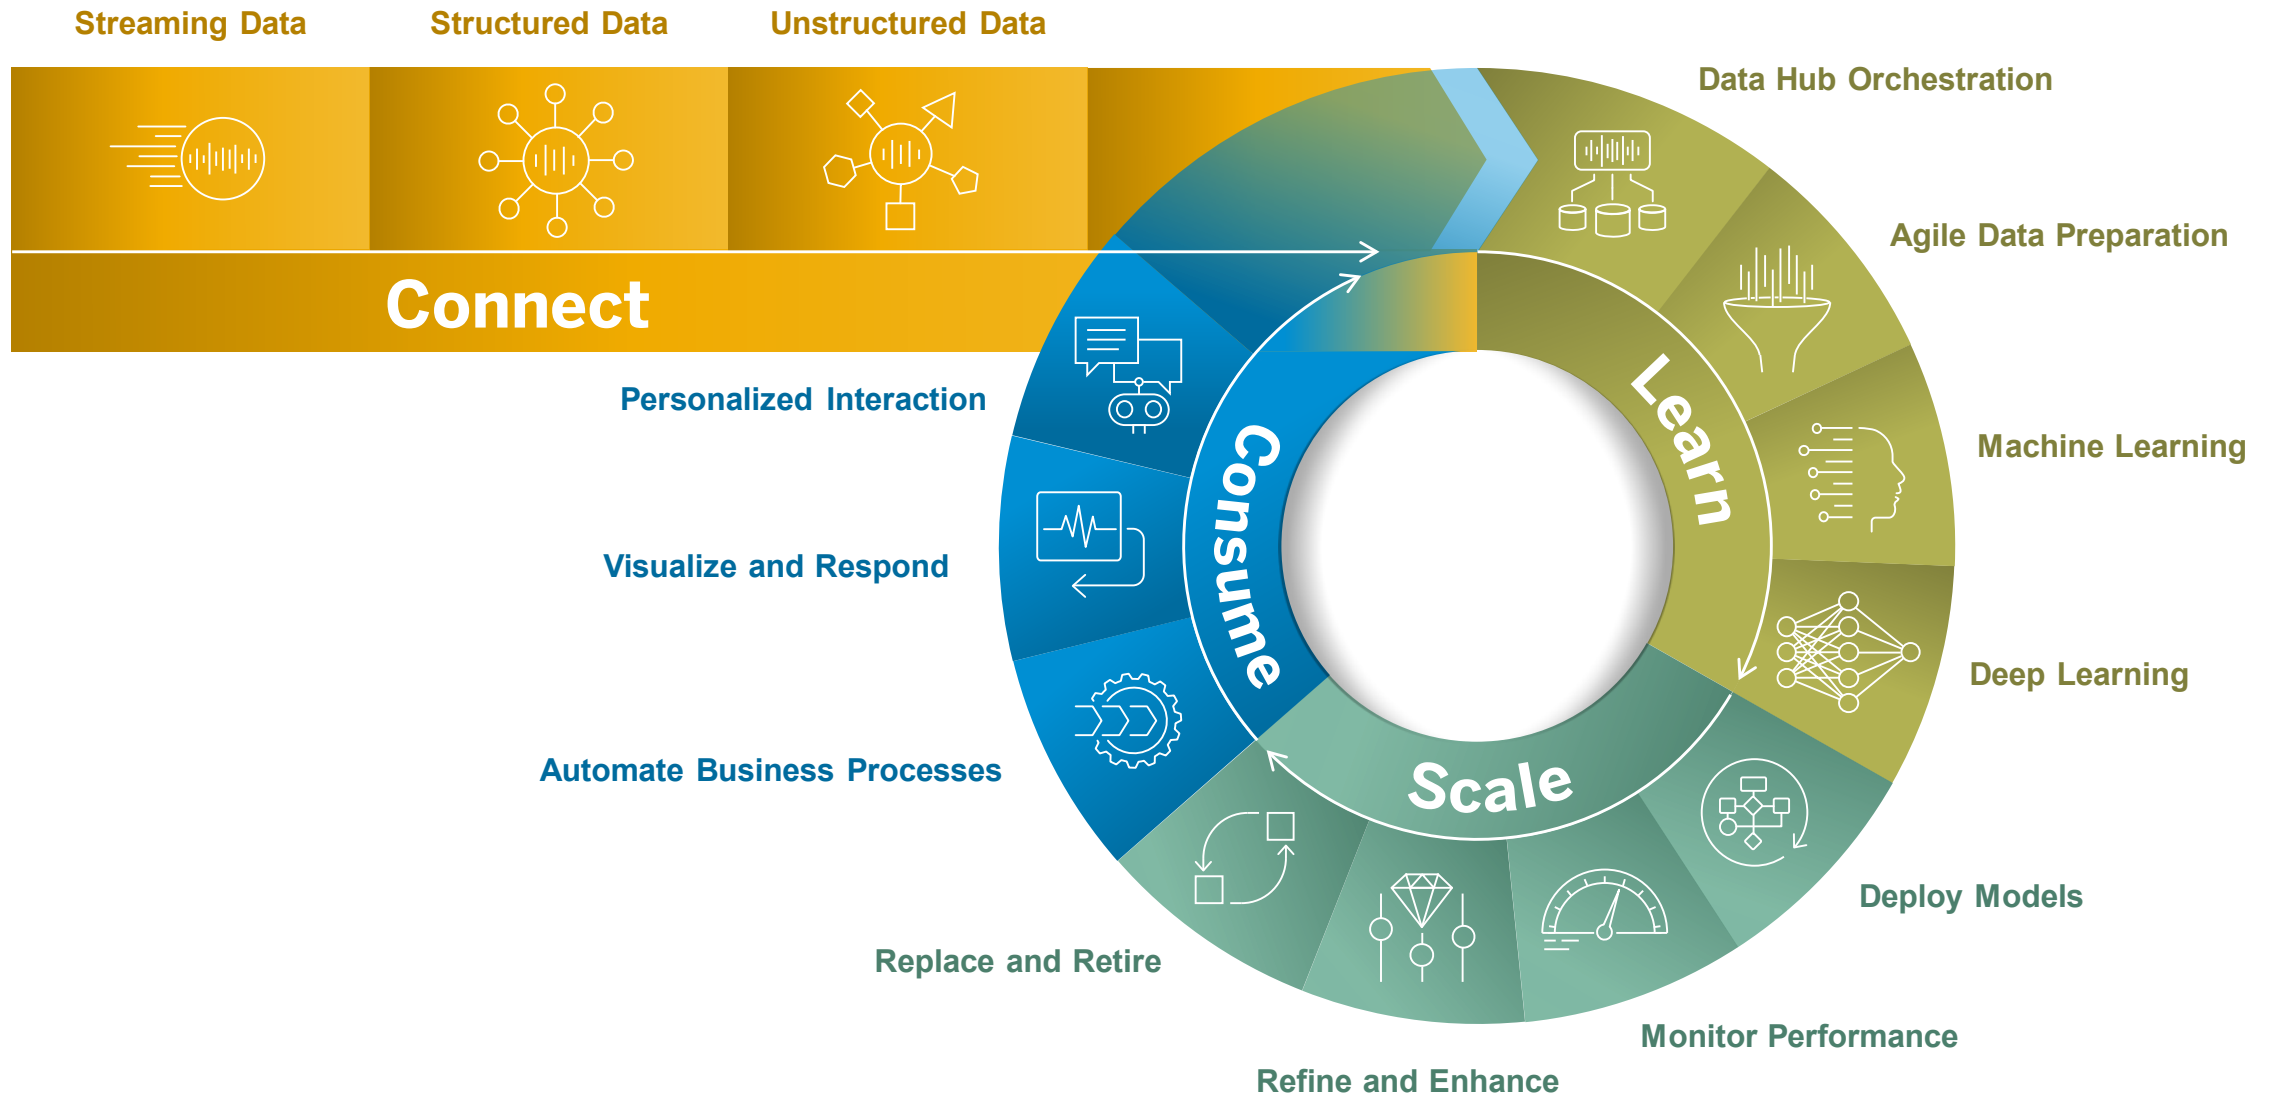 Streaming Data
Structured Data
Unstructured Data
Connect
Data Hub Orchestration
Agile Data Preparation
Machine Learning
Deep Learning
Learn
Deploy Models
Monitor Performance
Refine and Enhance
Replace and Retire
Scale
Automate Business Processes
Visualize and Respond
Personalized Interaction
Consume